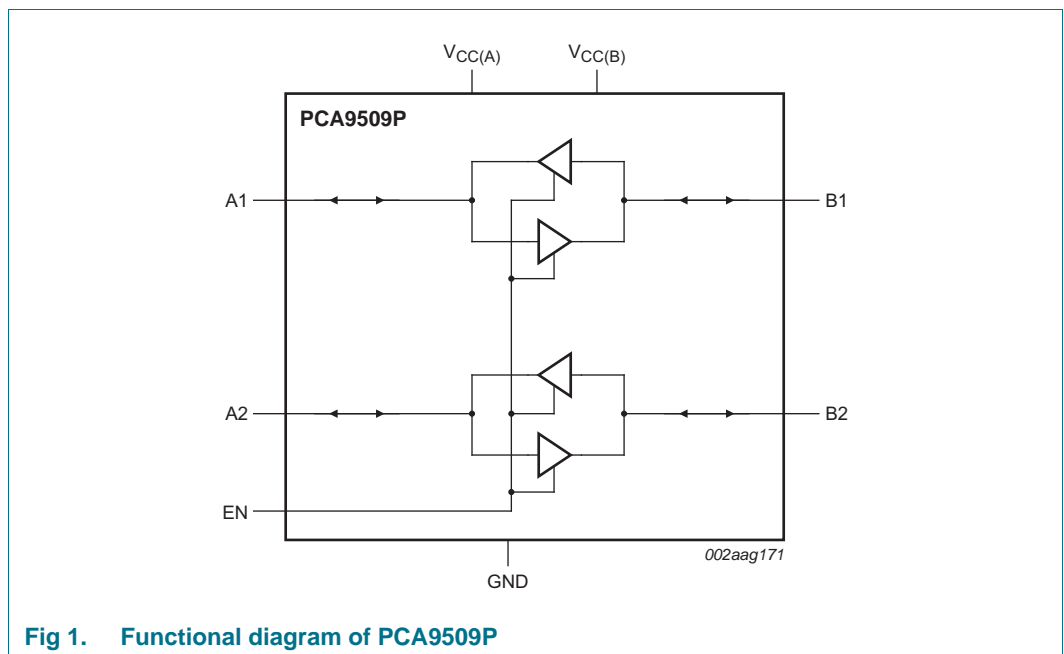 VCC(A) VCC(B)
PCA9509P
A1 B1
A2 B2
EN
002aag171
GND
Fig 1. Functional diagram of PCA9509P